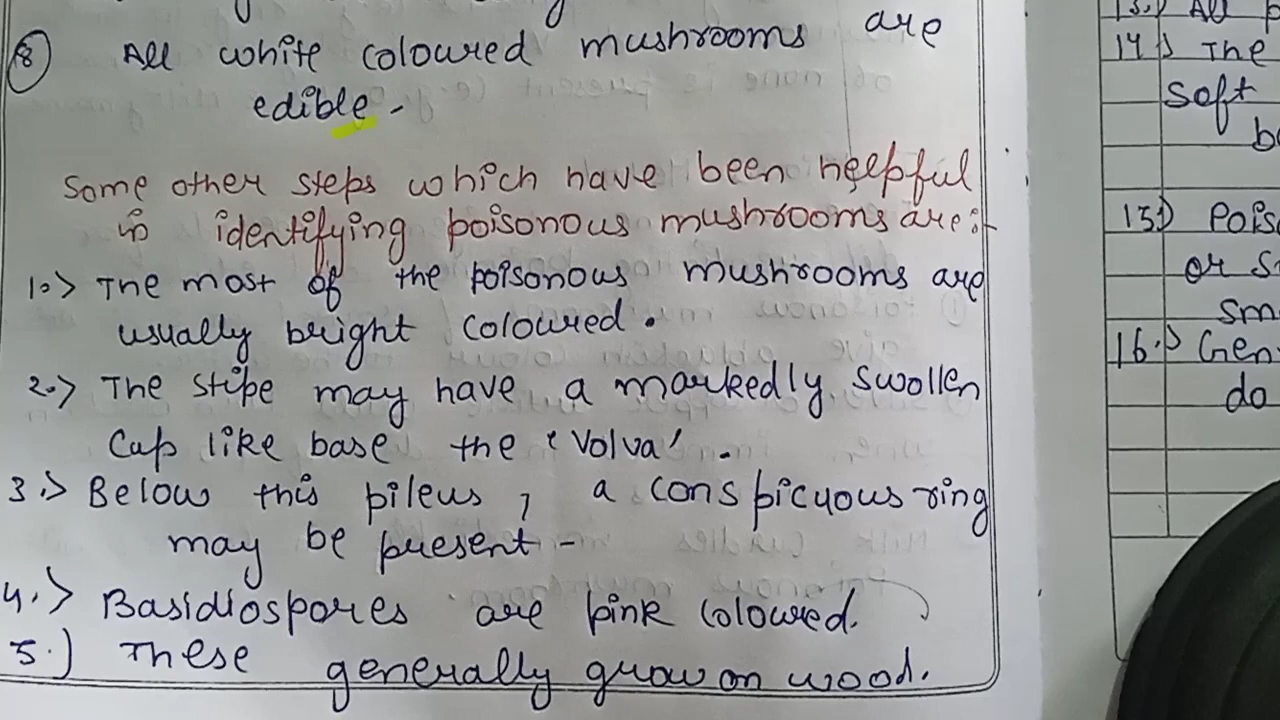 ⑧ All white coloured mushrooms are
edible -
Some other steps which have been helpful
in identifying poisonous mushrooms are :-
1.> The most of the poisonous mushrooms are
usually bright coloured.
2.> The stipe may have a markedly swollen
Cup like base the 'Volva'.
3.> Below this pileus, a conspicuous ring
may be present -
4.> Basidiospores are pink coloured.
5.) These generally grow on wood.
13.) All
14.) The
soft
15.)
or
16.) Gen
do